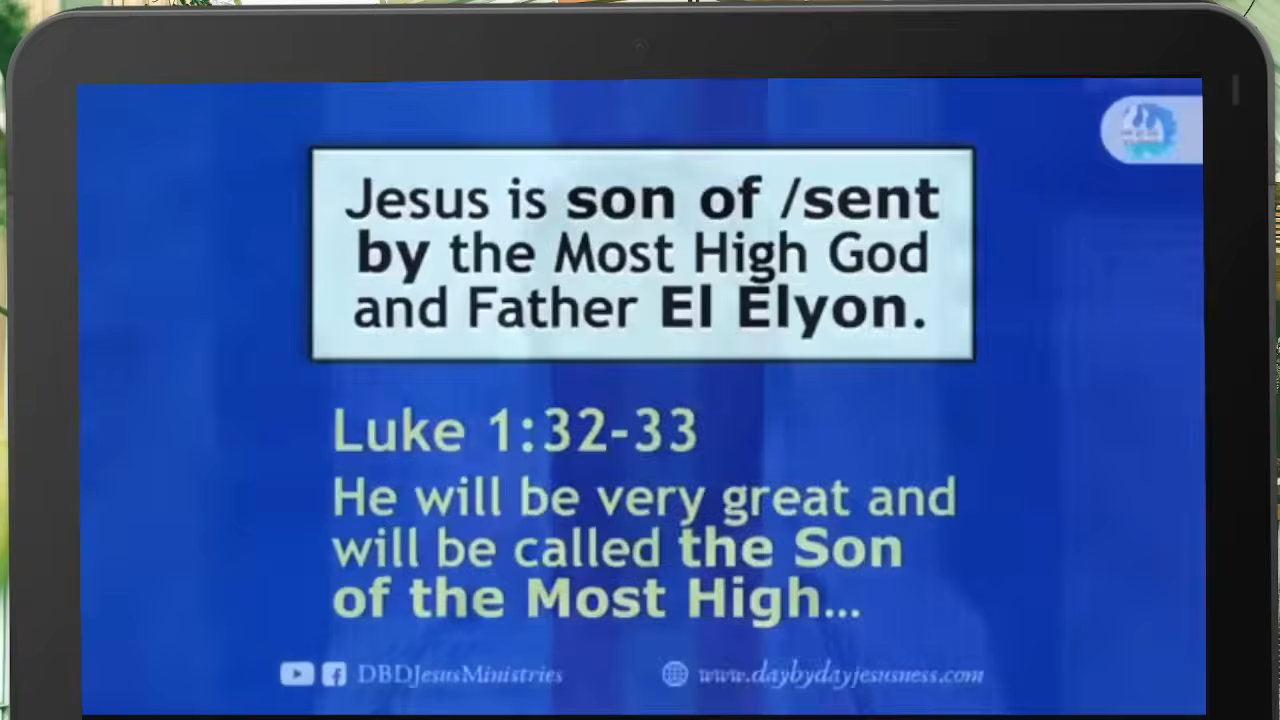 Jesus is son of /sent
by the Most High God
and Father El Elyon.
Luke 1:32-33
He will be very great and
will be called the Son
of the Most High...
DBDJesusMinistries
www.daybydayjesusness.com